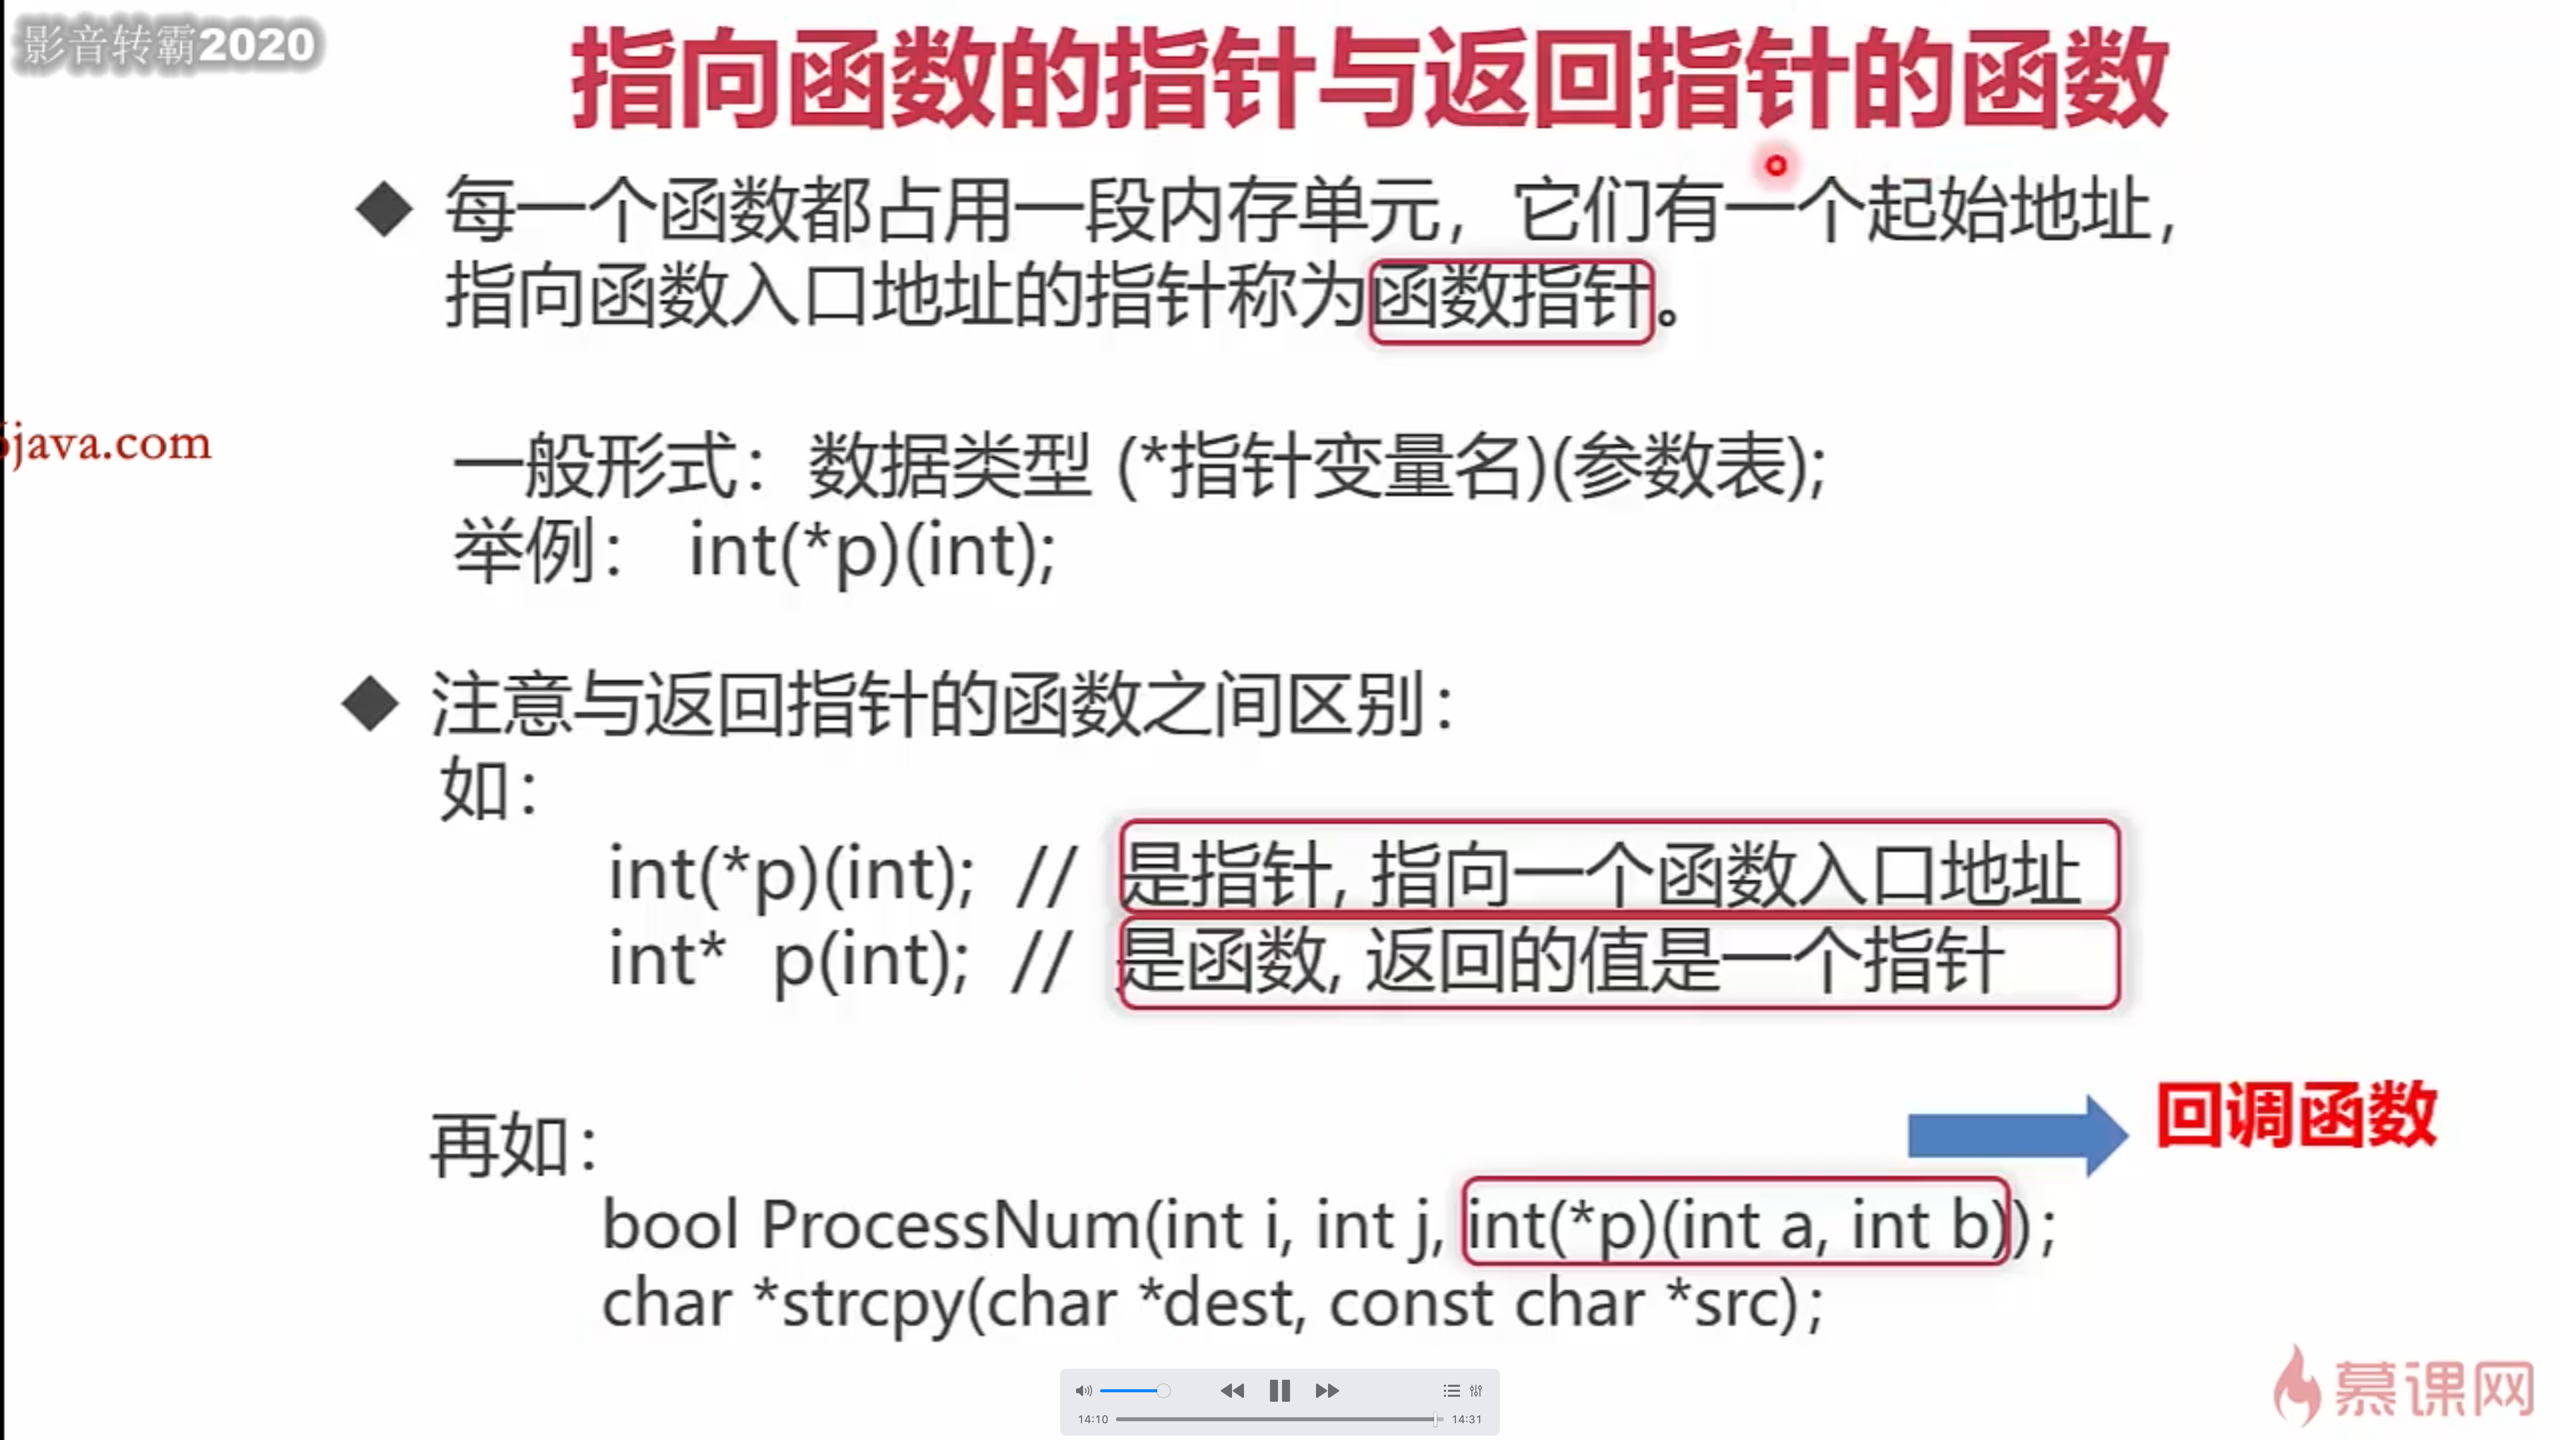 影音转霸2020
指向函数的指针与返回指针的函数
◆ 每一个函数都占用一段内存单元，它们有一个起始地址，
指向函数入口地址的指针称为函数指针。
java.com
一般形式：数据类型 (*指针变量名)(参数表);
举例： int(*p)(int);
◆ 注意与返回指针的函数之间区别：
如：
int(*p)(int); // 是指针, 指向一个函数入口地址
int* p(int); // 是函数, 返回的值是一个指针
回调函数
再如：
bool ProcessNum(int i, int j, int(*p)(int a, int b));
char *strcpy(char *dest, const char *src);
14:10 14:31
慕课网